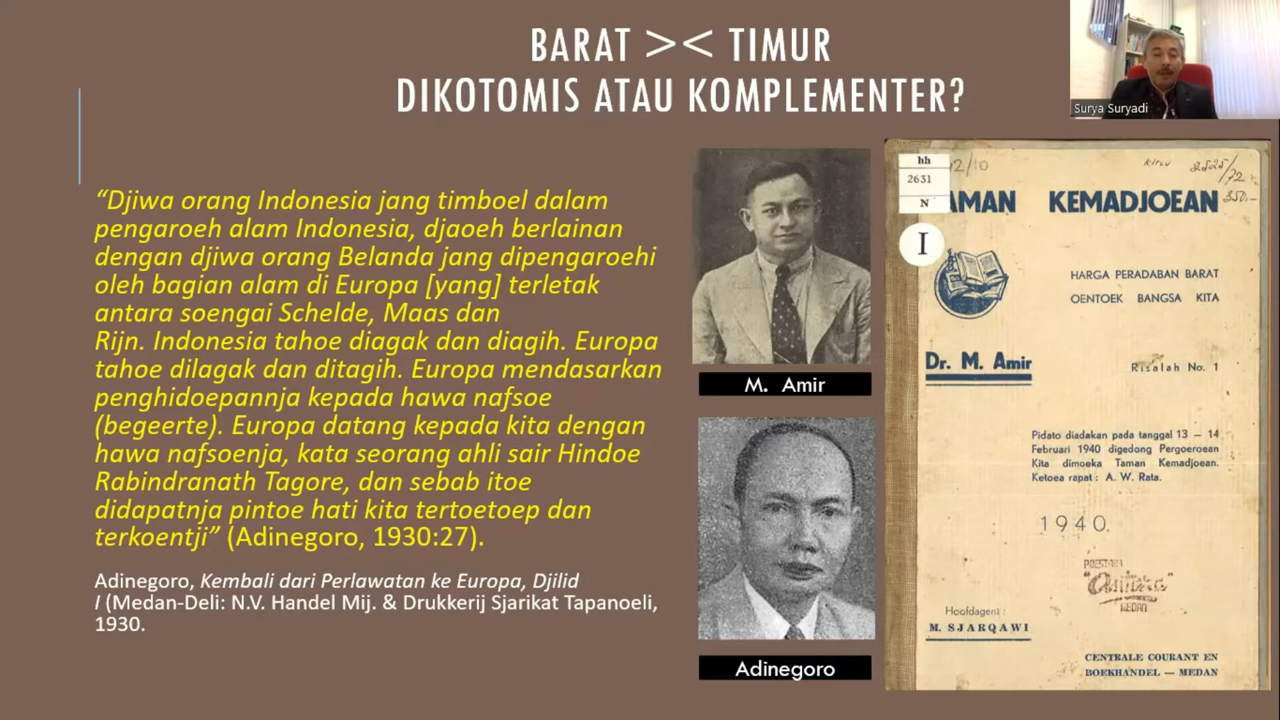 BARAT >< TIMUR
DIKOTOMIS ATAU KOMPLEMENTER?
Surya Suryadi
“Djiwa orang Indonesia jang timboel dalam
pengaroeh alam Indonesia, djaoeh berlainan
dengan djiwa orang Belanda jang dipengaroehi
oleh bagian alam di Europa [yang] terletak
antara soengai Schelde, Maas dan
Rijn. Indonesia tahoe diagak dan diagih. Europa
tahoe dilagak dan ditagih. Europa mendasarkan
penghidoepannja kepada hawa nafsoe
(begeerte). Europa datang kepada kita dengan
hawa nafsoenja, kata seorang ahli sair Hindoe
Rabindranath Tagore, dan sebab itoe
didapatnja pintoe hati kita tertoetoep dan
terkoentji” (Adinegoro, 1930:27).
Adinegoro, Kembali dari Perlawatan ke Europa, Djilid
I (Medan-Deli: N.V. Handel Mij. & Drukkerij Sjarikat Tapanoeli,
1930.
M. Amir
Adinegoro
hh
2631
N
I
2525/72
350.-
AMAN KEMADJOEAN
HARGA PERADABAN BARAT
OENTOEK BANGSA KITA
Dr. M. Amir
Risalah No. 1
Pidato diadakan pada tanggal 13 – 14
Februari 1940 digedong Pergoeroean
Kita dimoeka Taman Kemadjoean.
Ketoea rapat : A. W. Rata.
1940.
MEDAN
Hoofdagent :
M. SJARQAWI
CENTRALE COURANT EN
BOEKHANDEL — MEDAN